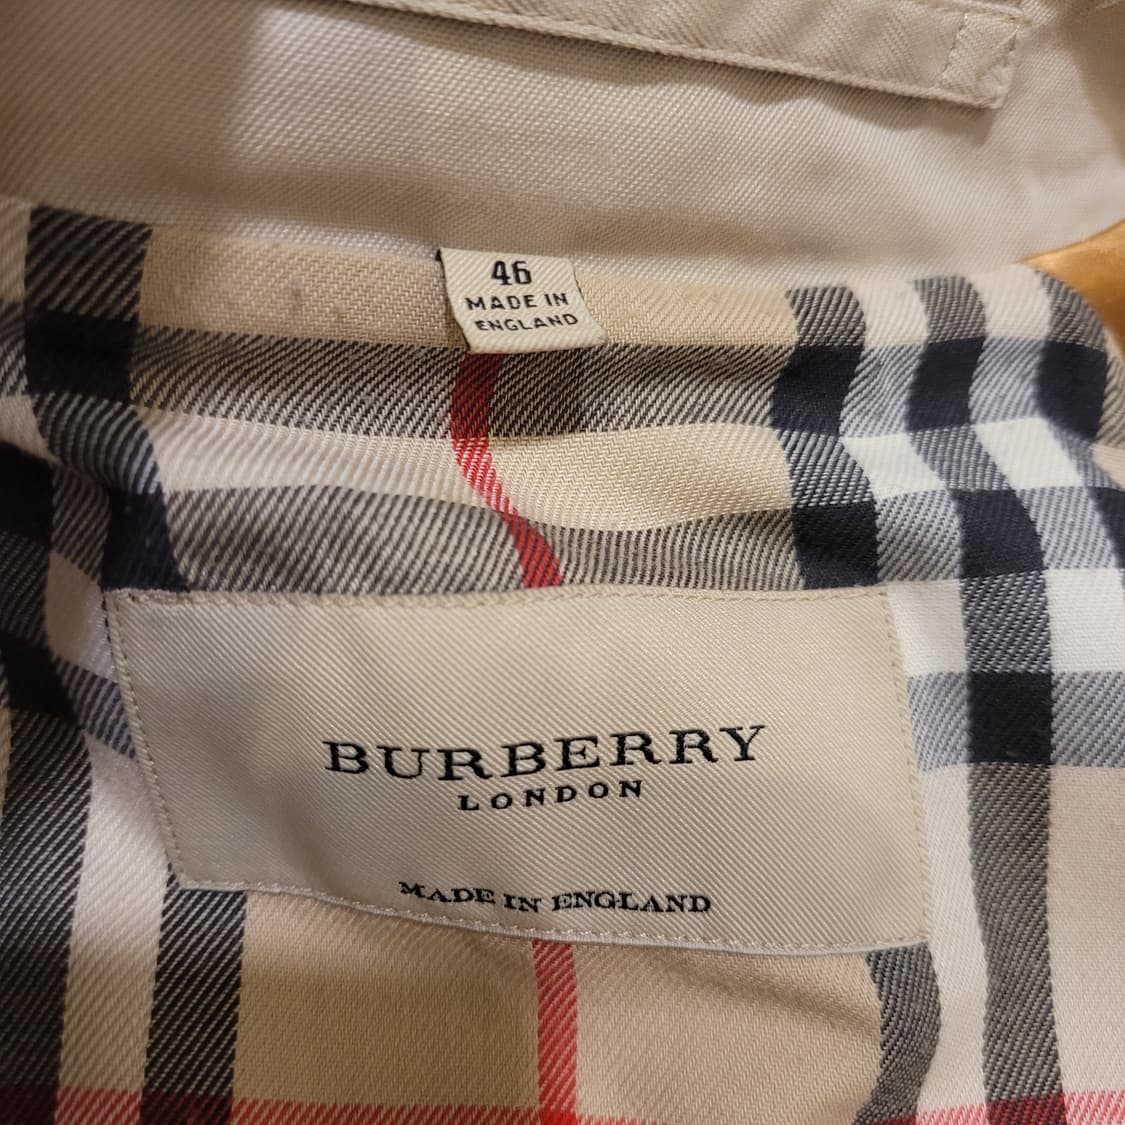 46
MADE IN
ENGLAND
BURBERRY
LONDON
MADE IN ENGLAND